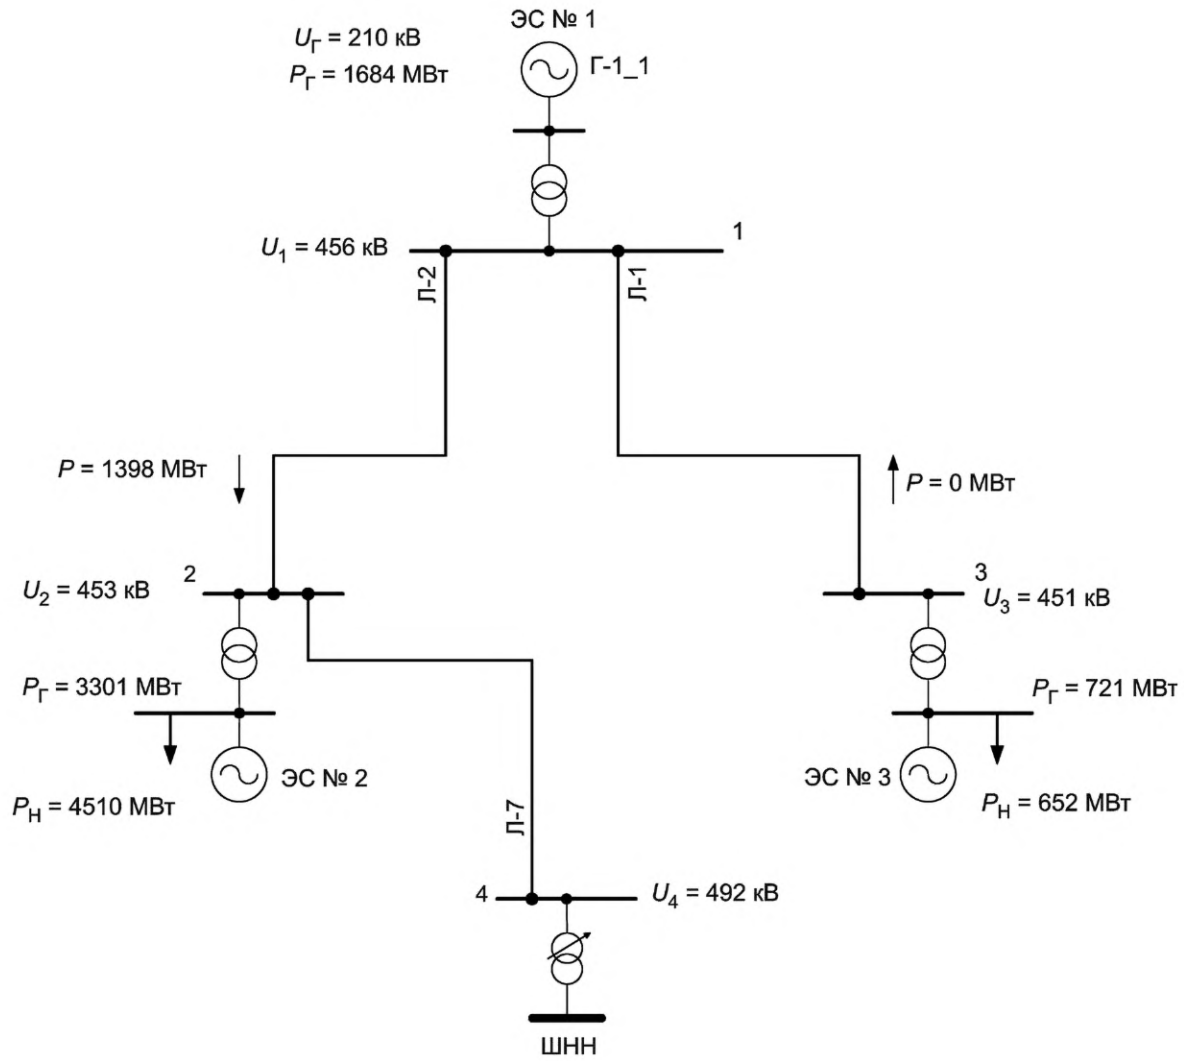 ЭС № 1
U_Г = 210 кВ
P_Г = 1684 МВт
Г-1_1
1
U_1 = 456 кВ
Л-2
Л-1
P = 1398 МВт
P = 0 МВт
2
3
U_2 = 453 кВ
U_3 = 451 кВ
P_Г = 3301 МВт
P_Г = 721 МВт
ЭС № 2
ЭС № 3
P_Н = 4510 МВт
P_Н = 652 МВт
Л-7
4
U_4 = 492 кВ
ШНН